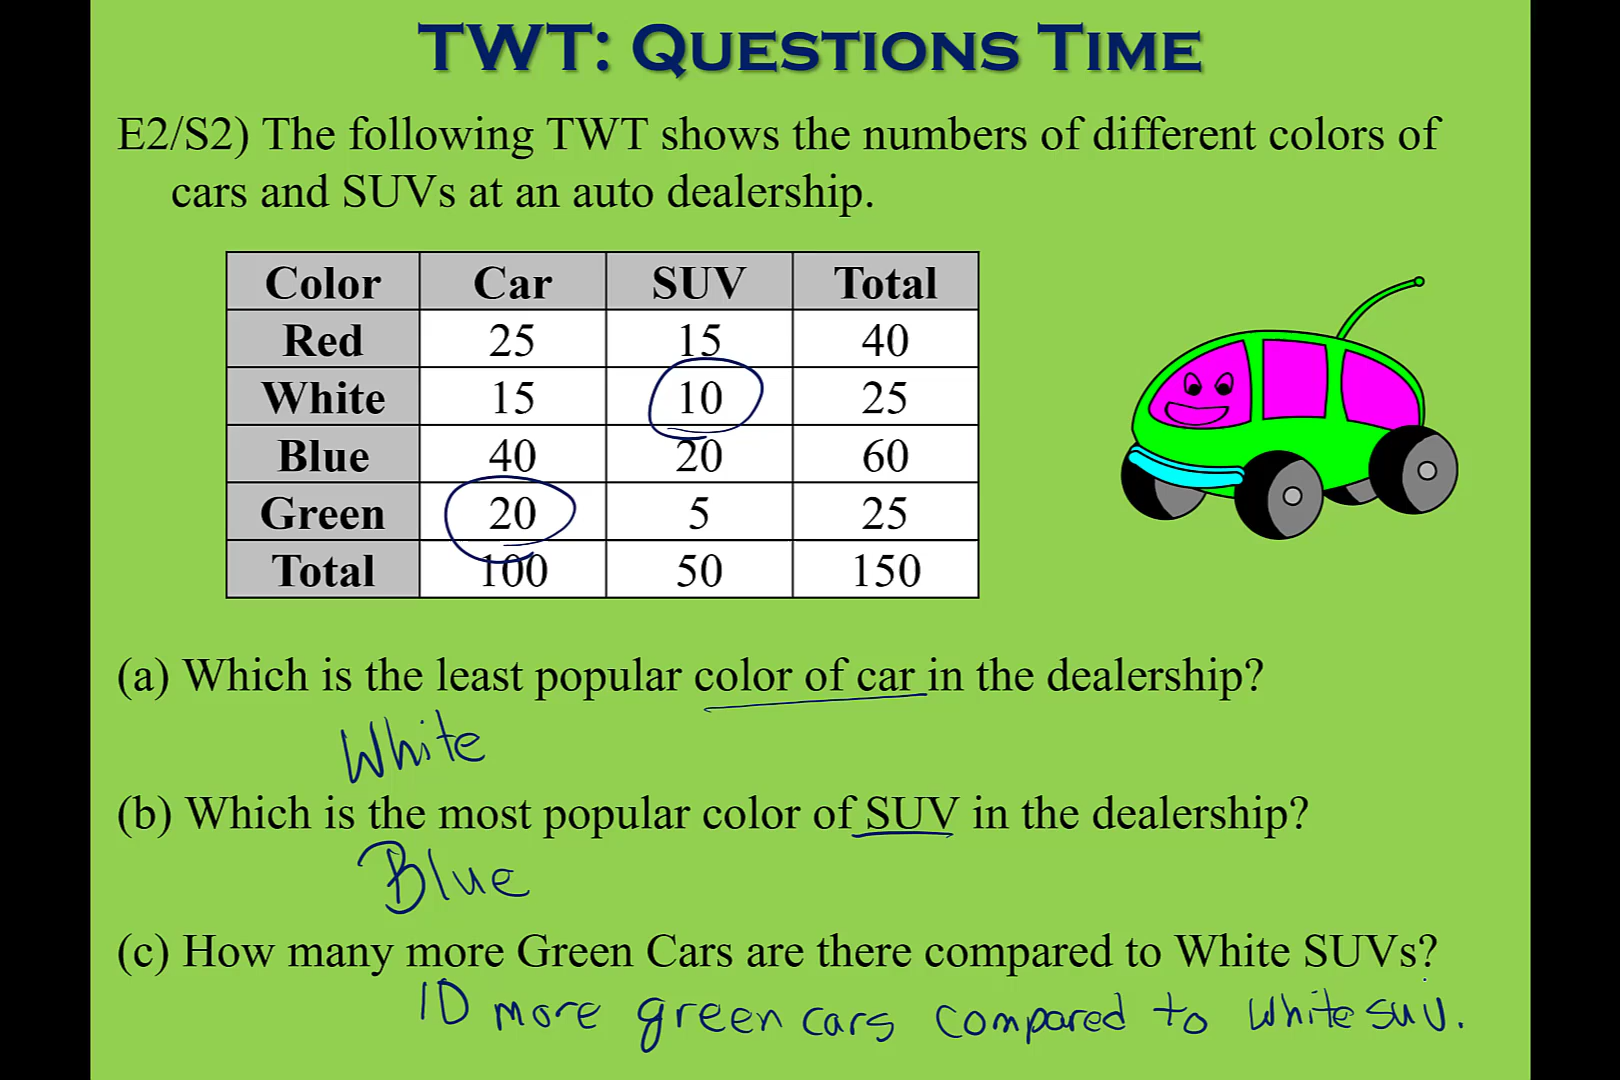 TWT: QUESTIONS TIME
E2/S2) The following TWT shows the numbers of different colors of
cars and SUVs at an auto dealership.
Color Car SUV Total
Red 25 15 40
White 15 10 25
Blue 40 20 60
Green 20 5 25
Total 100 50 150
(a) Which is the least popular color of car in the dealership?
White
(b) Which is the most popular color of SUV in the dealership?
Blue
(c) How many more Green Cars are there compared to White SUVs?
10 more green cars compared to white suv.